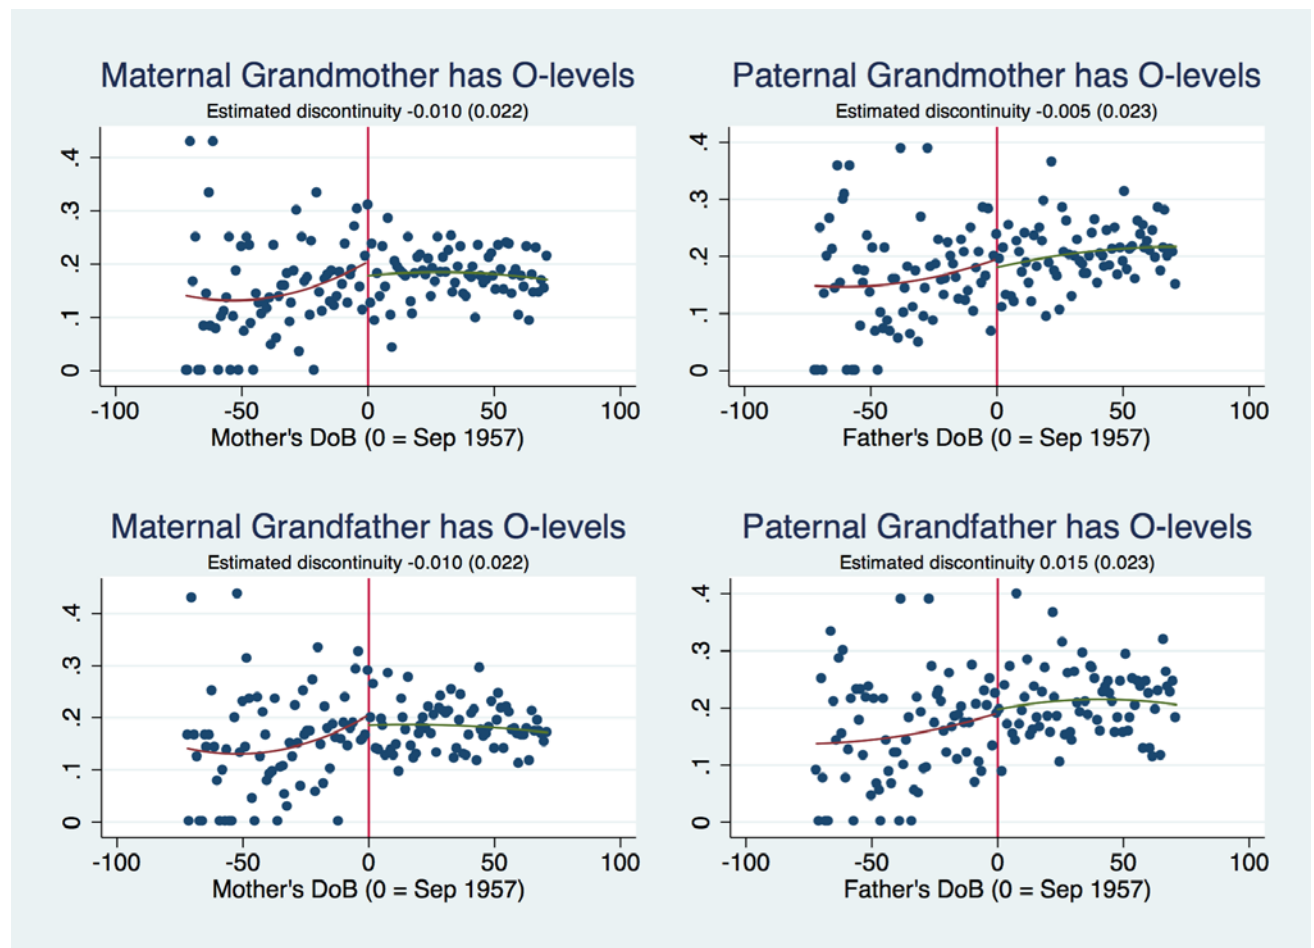 Maternal Grandmother has O-levels
Estimated discontinuity -0.010 (0.022)
.4
.3
.2
.1
0
-100 -50 0 50 100
Mother's DoB (0 = Sep 1957)
Paternal Grandmother has O-levels
Estimated discontinuity -0.005 (0.023)
.4
.3
.2
.1
0
-100 -50 0 50 100
Father's DoB (0 = Sep 1957)
Maternal Grandfather has O-levels
Estimated discontinuity -0.010 (0.022)
.4
.3
.2
.1
0
-100 -50 0 50 100
Mother's DoB (0 = Sep 1957)
Paternal Grandfather has O-levels
Estimated discontinuity 0.015 (0.023)
.4
.3
.2
.1
0
-100 -50 0 50 100
Father's DoB (0 = Sep 1957)